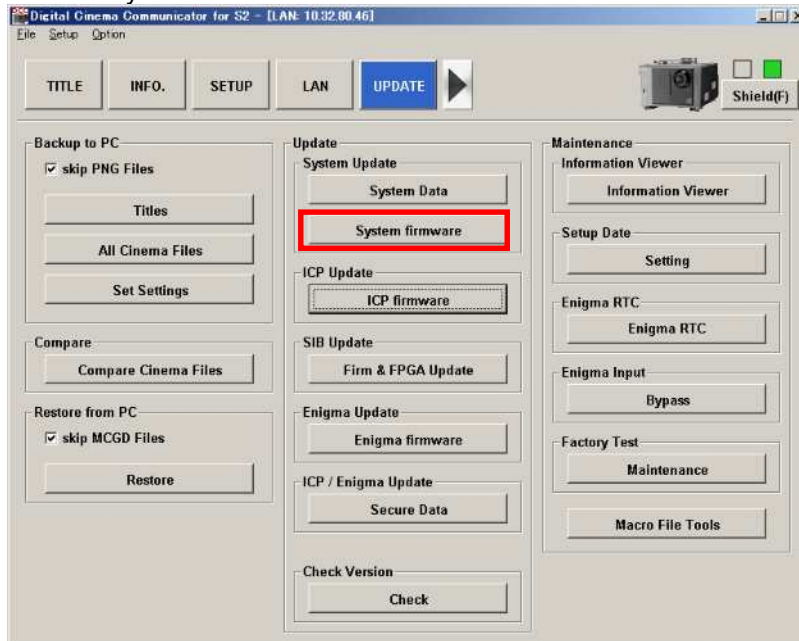 Digital Cinema Communicator for S2 - [LAN: 10.32.80.46]
File Setup Option
TITLE INFO. SETUP LAN UPDATE
Shield(F)
Backup to PC
skip PNG Files
Titles
All Cinema Files
Set Settings
Compare
Compare Cinema Files
Restore from PC
skip MCGD Files
Restore
Update
System Update
System Data
System firmware
ICP Update
ICP firmware
SIB Update
Firm & FPGA Update
Enigma Update
Enigma firmware
ICP / Enigma Update
Secure Data
Check Version
Check
Maintenance
Information Viewer
Information Viewer
Setup Date
Setting
Enigma RTC
Enigma RTC
Enigma Input
Bypass
Factory Test
Maintenance
Macro File Tools